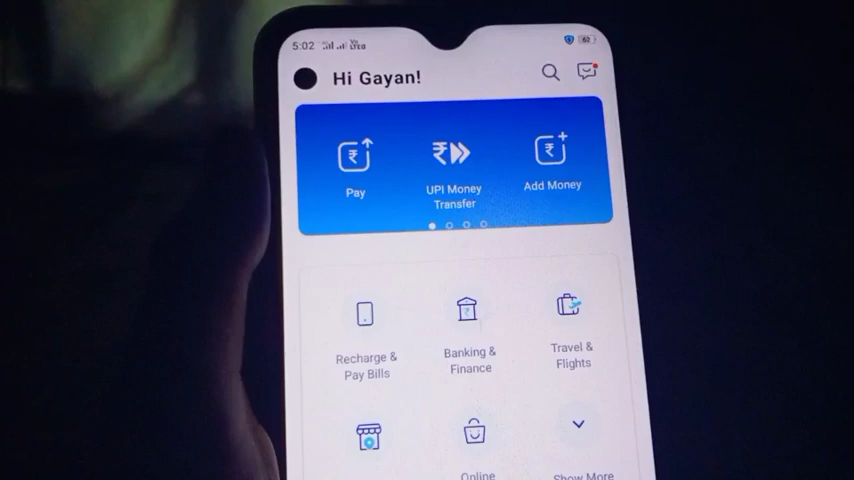 5:02
62
Hi Gayan!
Pay
UPI Money
Transfer
Add Money
Recharge &
Pay Bills
Banking &
Finance
Travel &
Flights
Online
Show More